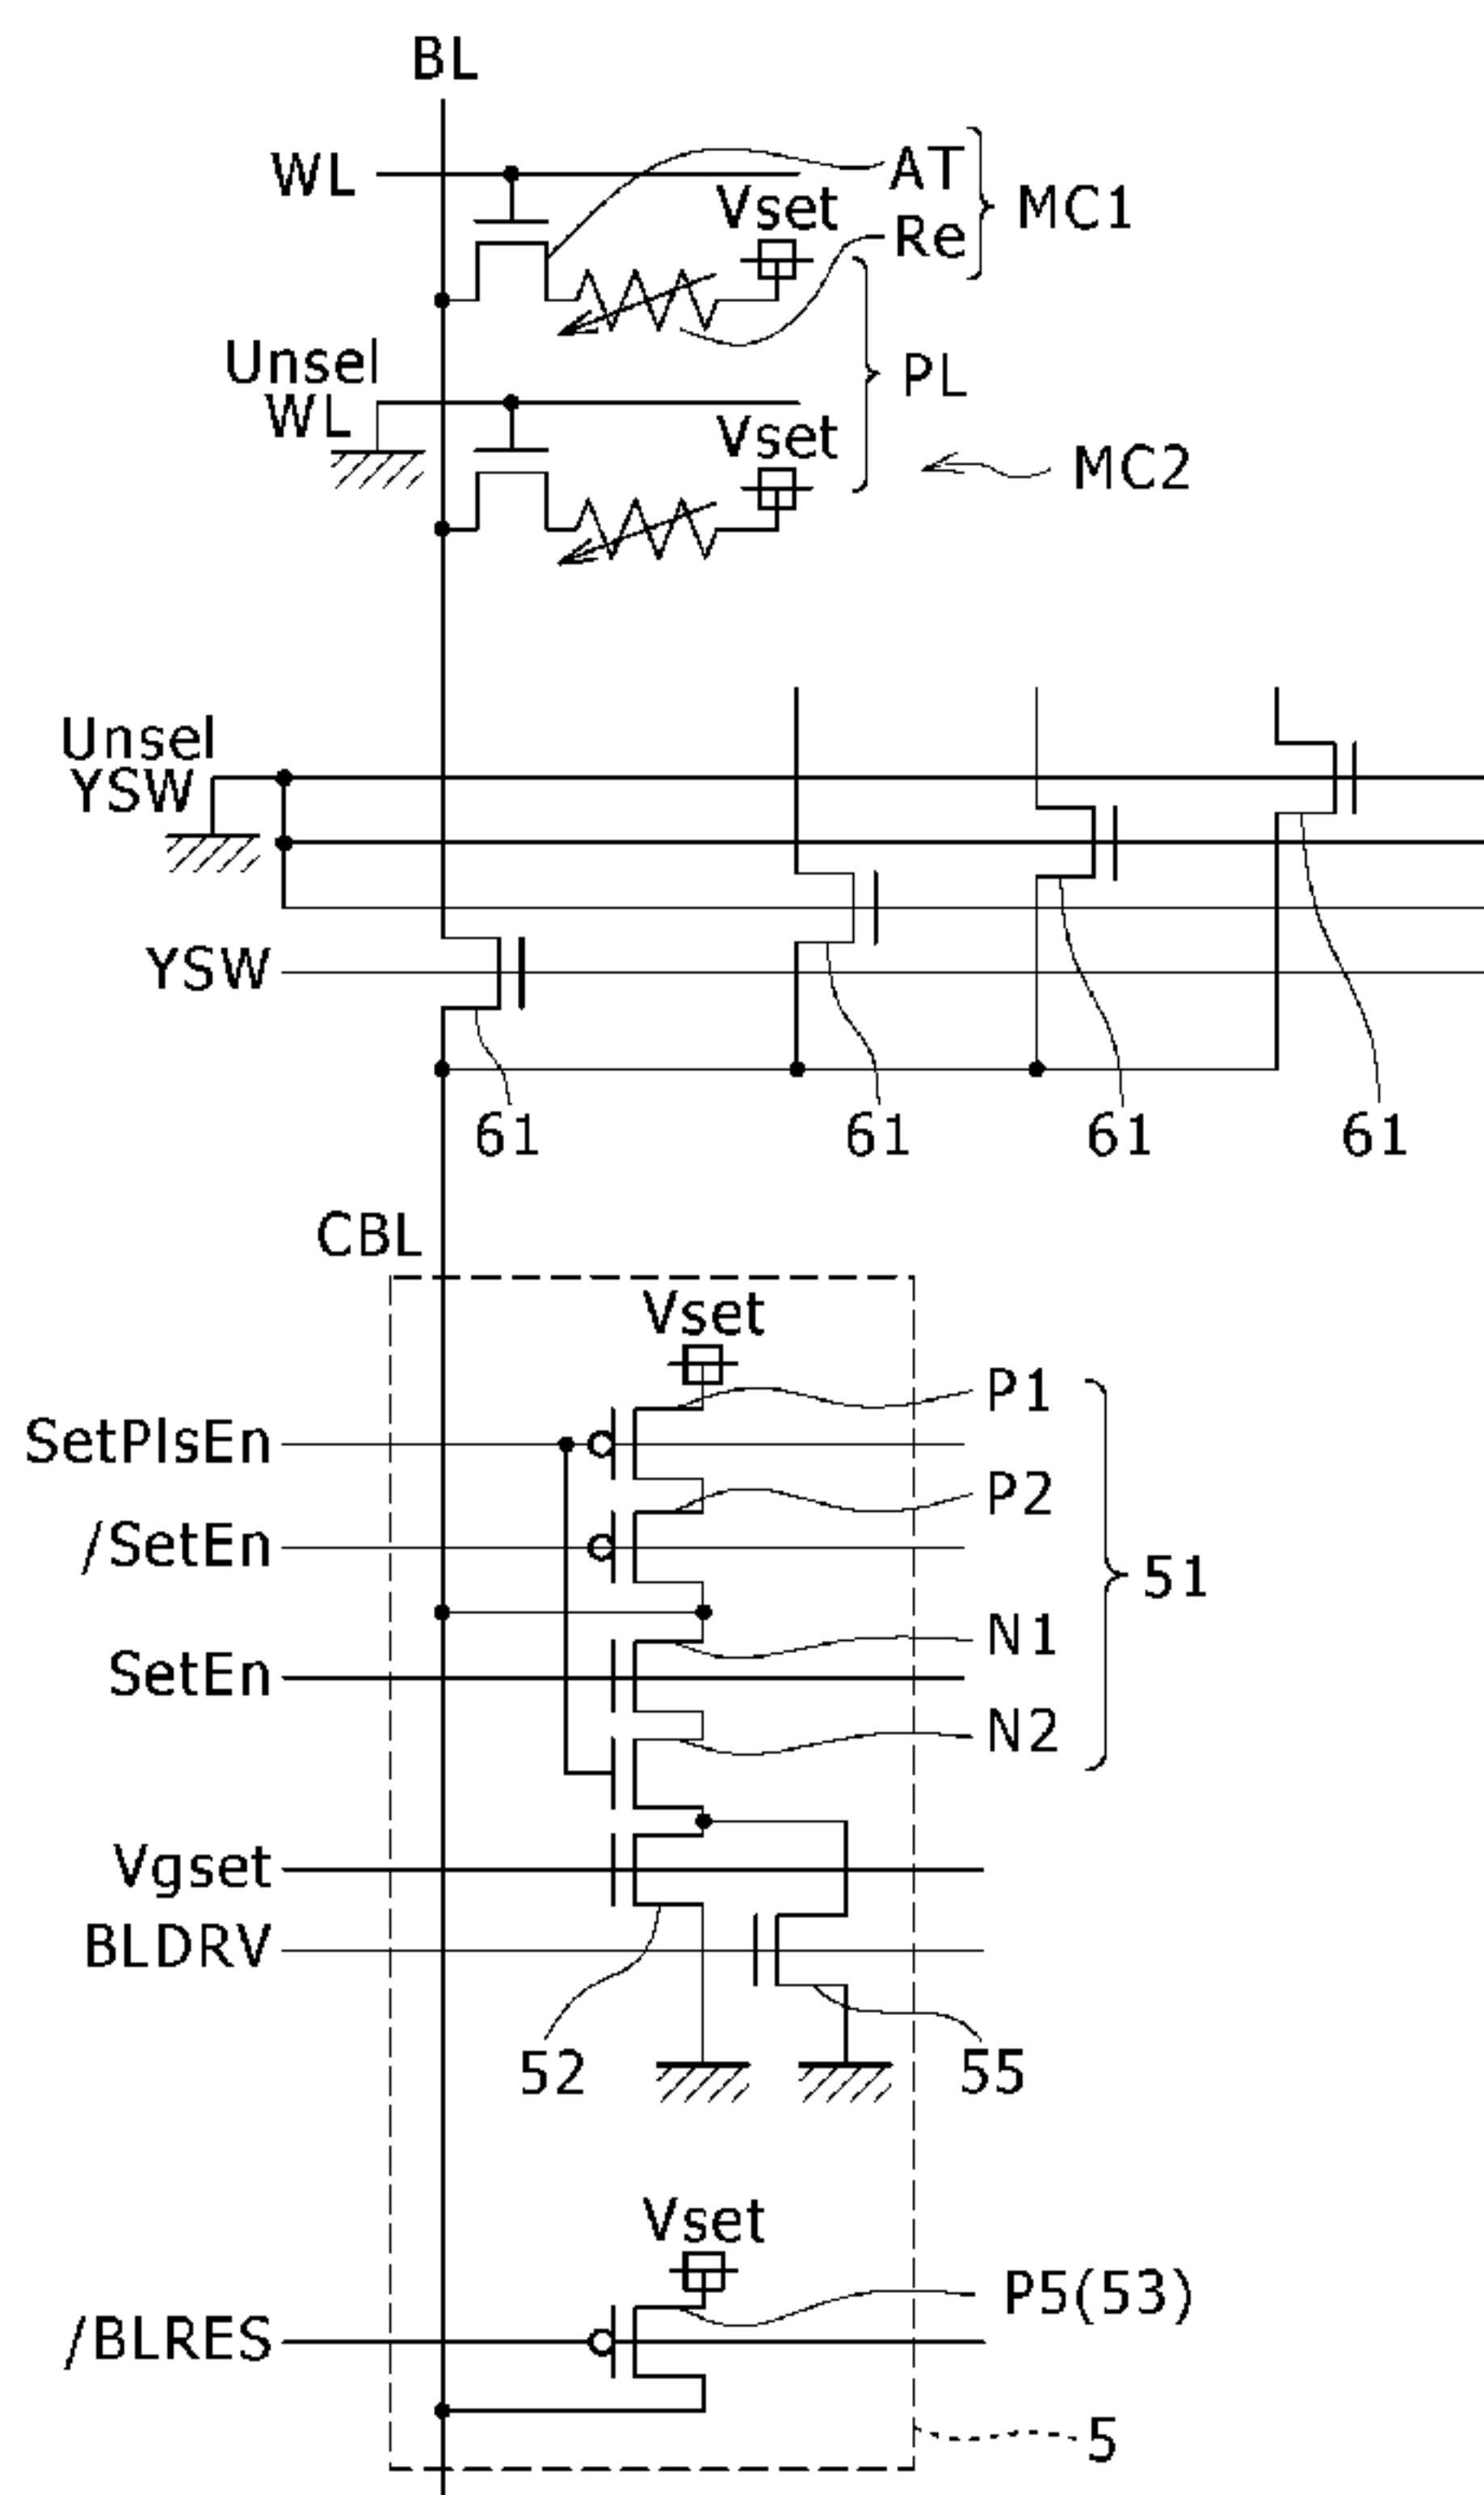 BL
WL
AT
MC1
Vset
Re
Unsel
WL
PL
Vset
MC2
Unsel
YSW
YSW
61 61 61 61
CBL
Vset
P1
SetPlsEn
P2
/SetEn
51
N1
SetEn
N2
Vgset
BLDRV
52
55
Vset
P5(53)
/BLRES
5